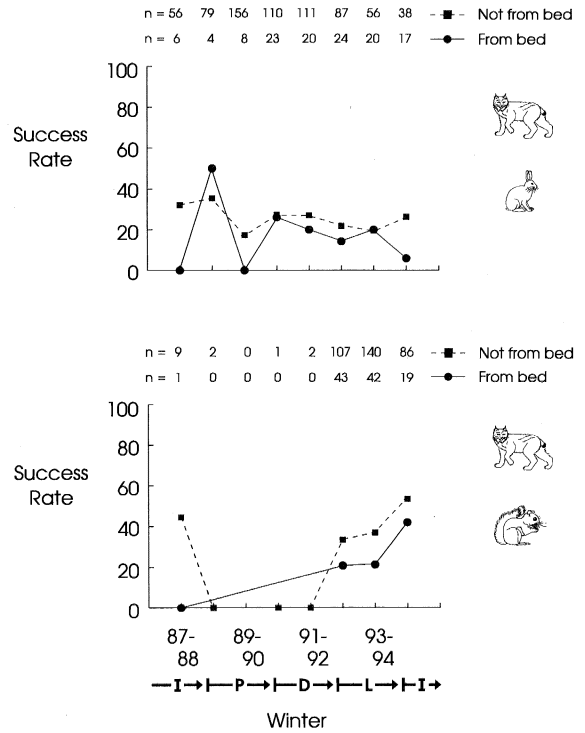 n = 56 79 156 110 111 87 56 38 Not from bed
n = 6 4 8 23 20 24 20 17 From bed
100
80
Success
Rate
60
40
20
0
n = 9 2 0 1 2 107 140 86 Not from bed
n = 1 0 0 0 0 43 42 19 From bed
100
80
Success
Rate
60
40
20
0
87-
88
89-
90
91-
92
93-
94
I P D L I
Winter